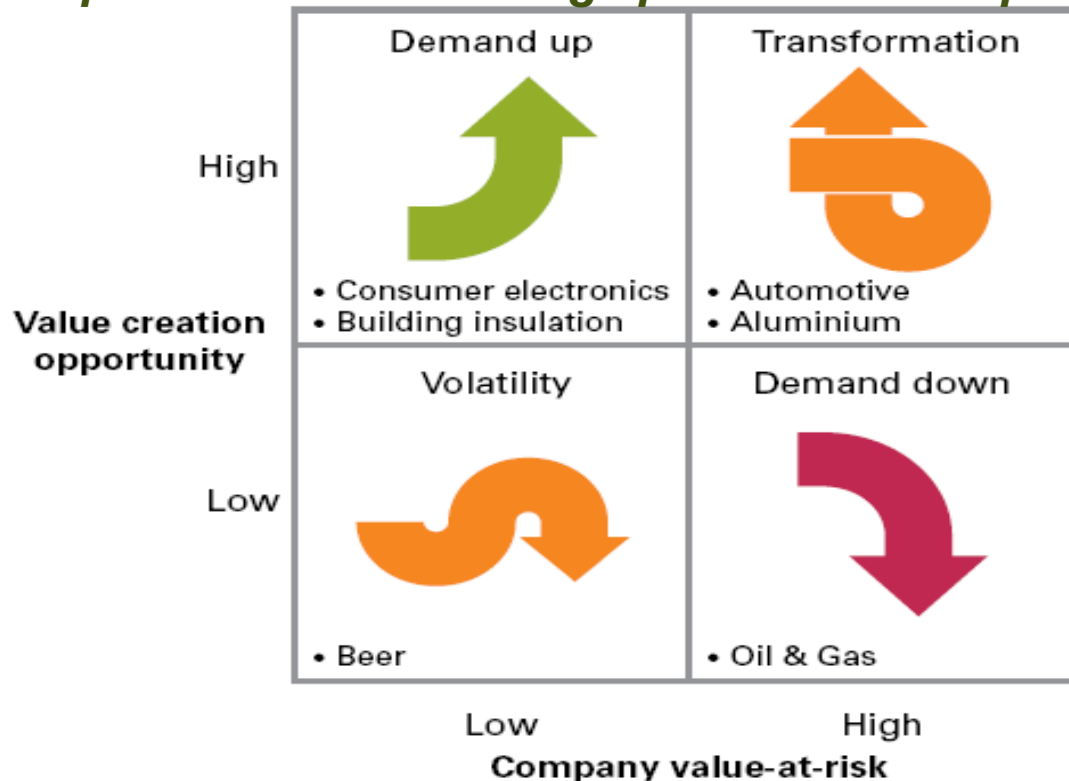 Demand up
Transformation
High
• Consumer electronics
• Building insulation
• Automotive
• Aluminium
Value creation
opportunity
Volatility
Demand down
Low
• Beer
• Oil & Gas
Low
High
Company value-at-risk